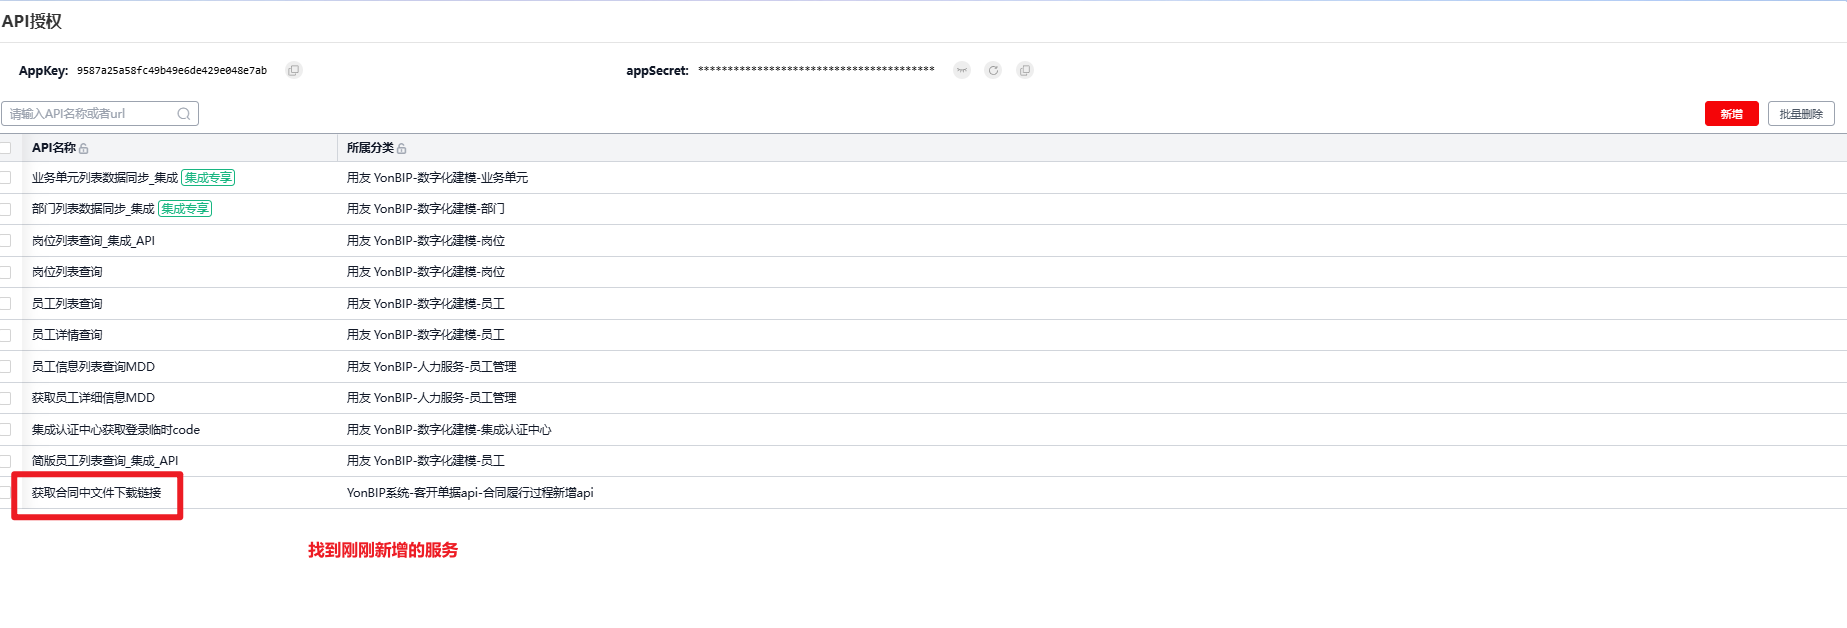 API授权
AppKey: 9587a25a58fc49b49e6de429e048e7ab appSecret: ****************************************
请输入API名称或者url 新增 批量删除
API名称 所属分类
业务单元列表数据同步_集成 集成专享 用友 YonBIP-数字化建模-业务单元
部门列表数据同步_集成 集成专享 用友 YonBIP-数字化建模-部门
岗位列表查询_集成_API 用友 YonBIP-数字化建模-岗位
岗位列表查询 用友 YonBIP-数字化建模-岗位
员工列表查询 用友 YonBIP-数字化建模-员工
员工详情查询 用友 YonBIP-数字化建模-员工
员工信息列表查询MDD 用友 YonBIP-人力服务-员工管理
获取员工详细信息MDD 用友 YonBIP-人力服务-员工管理
集成认证中心获取登录临时code 用友 YonBIP-数字化建模-集成认证中心
简版员工列表查询_集成_API 用友 YonBIP-数字化建模-员工
获取合同中文件下载链接 YonBIP系统-客开单据api-合同履行过程新增api
找到刚刚新增的服务